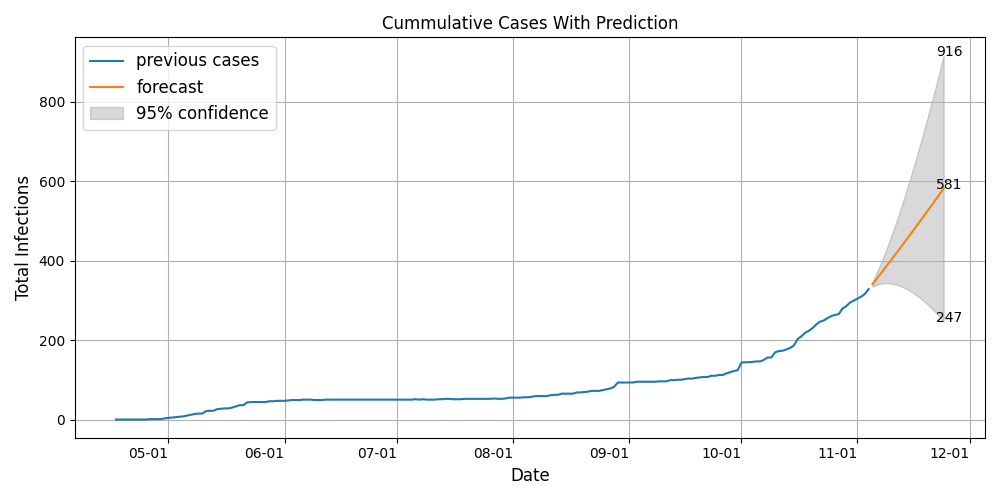 Cummulative Cases With Prediction
previous cases
forecast
95% confidence
916
581
247
Total Infections
800
600
400
200
0
05-01 06-01 07-01 08-01 09-01 10-01 11-01 12-01
Date